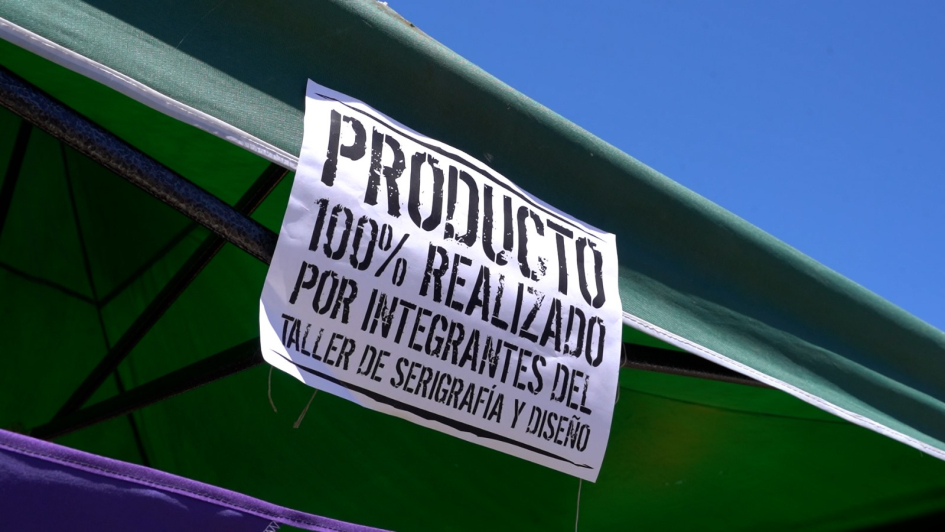 PRODUCTO
100% REALIZADO
POR INTEGRANTES DEL
TALLER DE SERIGRAFÍA Y DISEÑO